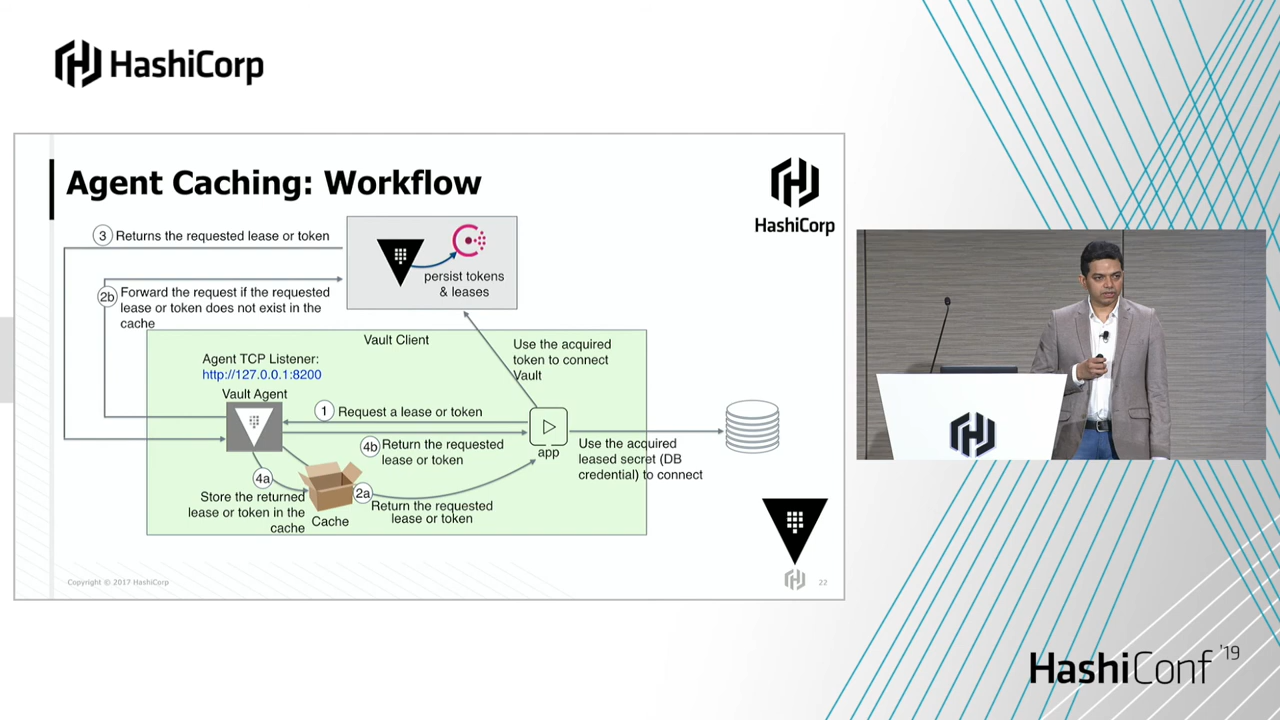 HashiCorp
Agent Caching: Workflow
HashiCorp
3 Returns the requested lease or token
persist tokens
& leases
2b Forward the request if the requested
lease or token does not exist in the
cache
Vault Client
Agent TCP Listener:
http://127.0.0.1:8200
Vault Agent
Use the acquired
token to connect
Vault
1 Request a lease or token
4b Return the requested
lease or token
app
Use the acquired
leased secret (DB
credential) to connect
4a
Store the returned
lease or token in the
cache
Cache
2a
Return the requested
lease or token
Copyright © 2017 HashiCorp
22
HashiConf '19